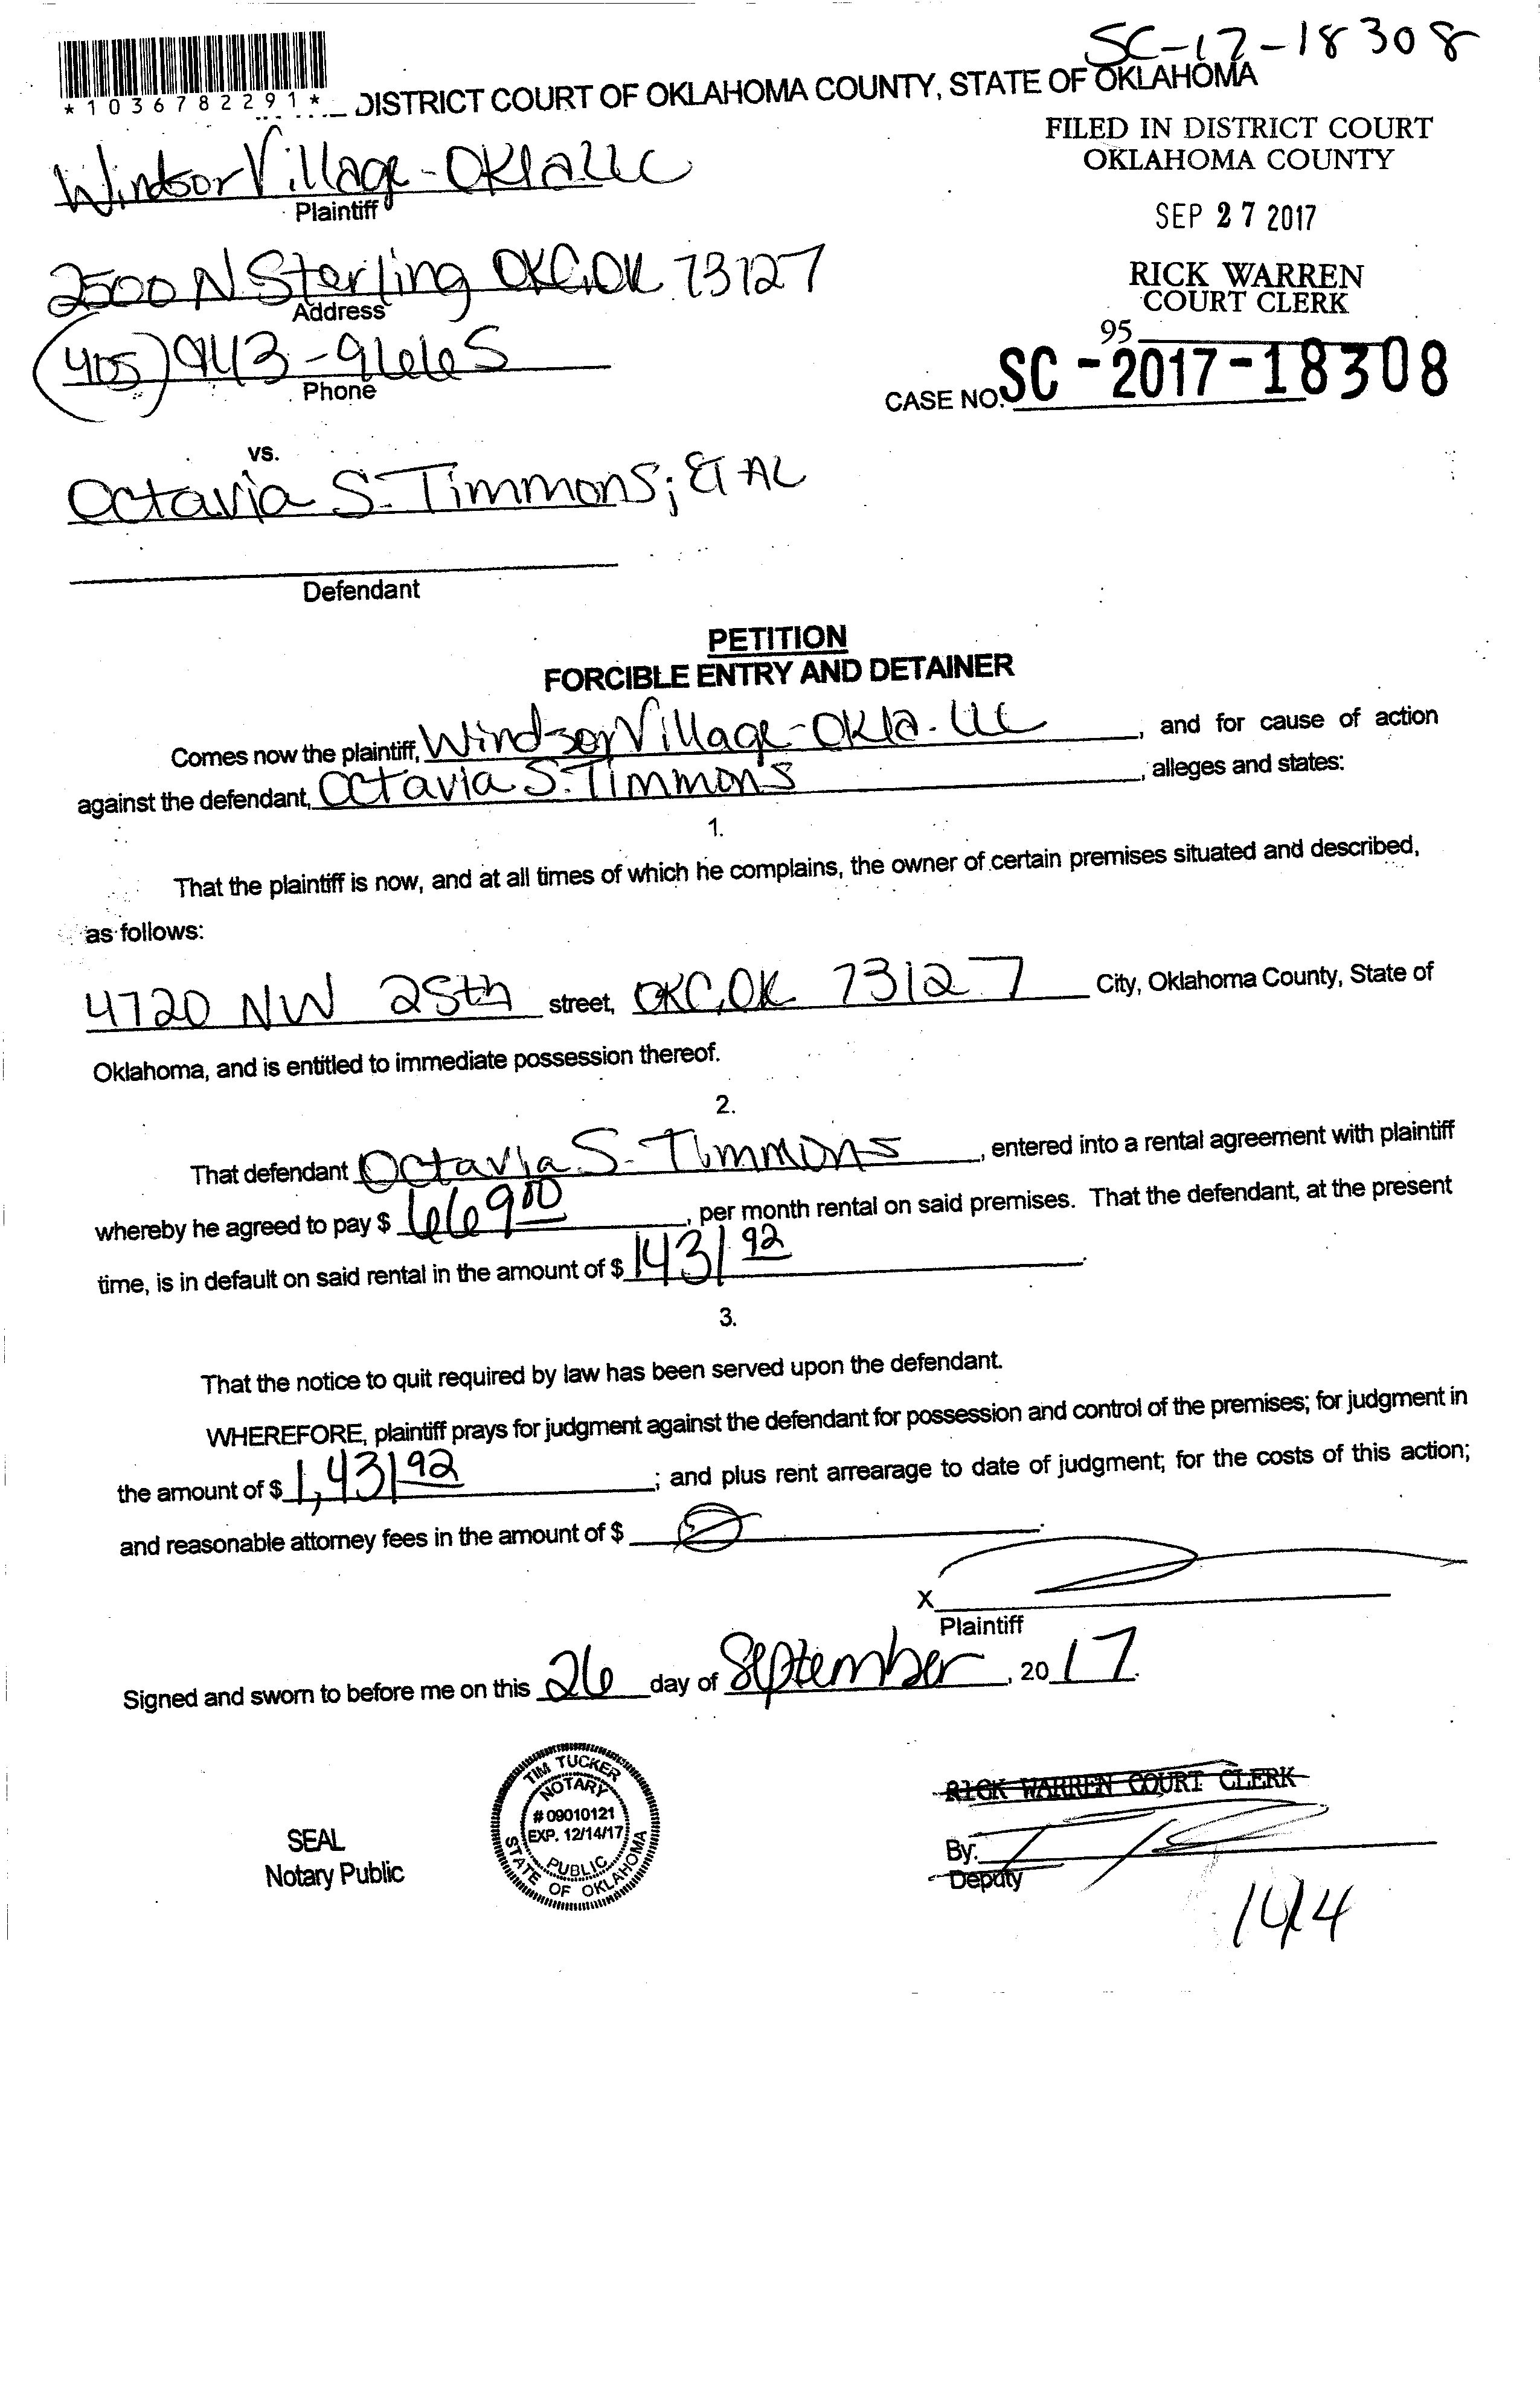 SC-17-18308
*1036782291*
DISTRICT COURT OF OKLAHOMA COUNTY, STATE OF OKLAHOMA
FILED IN DISTRICT COURT
OKLAHOMA COUNTY
Windsor Village-Okla LLC
Plaintiff
SEP 27 2017
2500 N Sterling OKC, OK 73127
Address
RICK WARREN
COURT CLERK
95
(405) 943-9666
Phone
CASE NO. SC-2017-18308
vs.
Octavia S. Timmons; ET AL
Defendant
PETITION
FORCIBLE ENTRY AND DETAINER
Comes now the plaintiff, Windsor Village-Okla. LLC, and for cause of action
against the defendant, Octavia S. Timmons, alleges and states:
1.
That the plaintiff is now, and at all times of which he complains, the owner of certain premises situated and described,
as follows:
4720 NW 25th street, OKC, OK 73127 City, Oklahoma County, State of
Oklahoma, and is entitled to immediate possession thereof.
2.
That defendant Octavia S. Timmons, entered into a rental agreement with plaintiff
whereby he agreed to pay $ 669 00, per month rental on said premises. That the defendant, at the present
time, is in default on said rental in the amount of $ 1431 92.
3.
That the notice to quit required by law has been served upon the defendant.
WHEREFORE, plaintiff prays for judgment against the defendant for possession and control of the premises; for judgment in
the amount of $ 1,431 92; and plus rent arrearage to date of judgment; for the costs of this action;
and reasonable attorney fees in the amount of $ 0.
X
Plaintiff
Signed and sworn to before me on this 26 day of September, 2017.
TIM TUCKER
NOTARY
#09010121
EXP. 12/14/17
PUBLIC
STATE OF OKLAHOMA
SEAL
Notary Public
RICK WARREN COURT CLERK
By:
Deputy